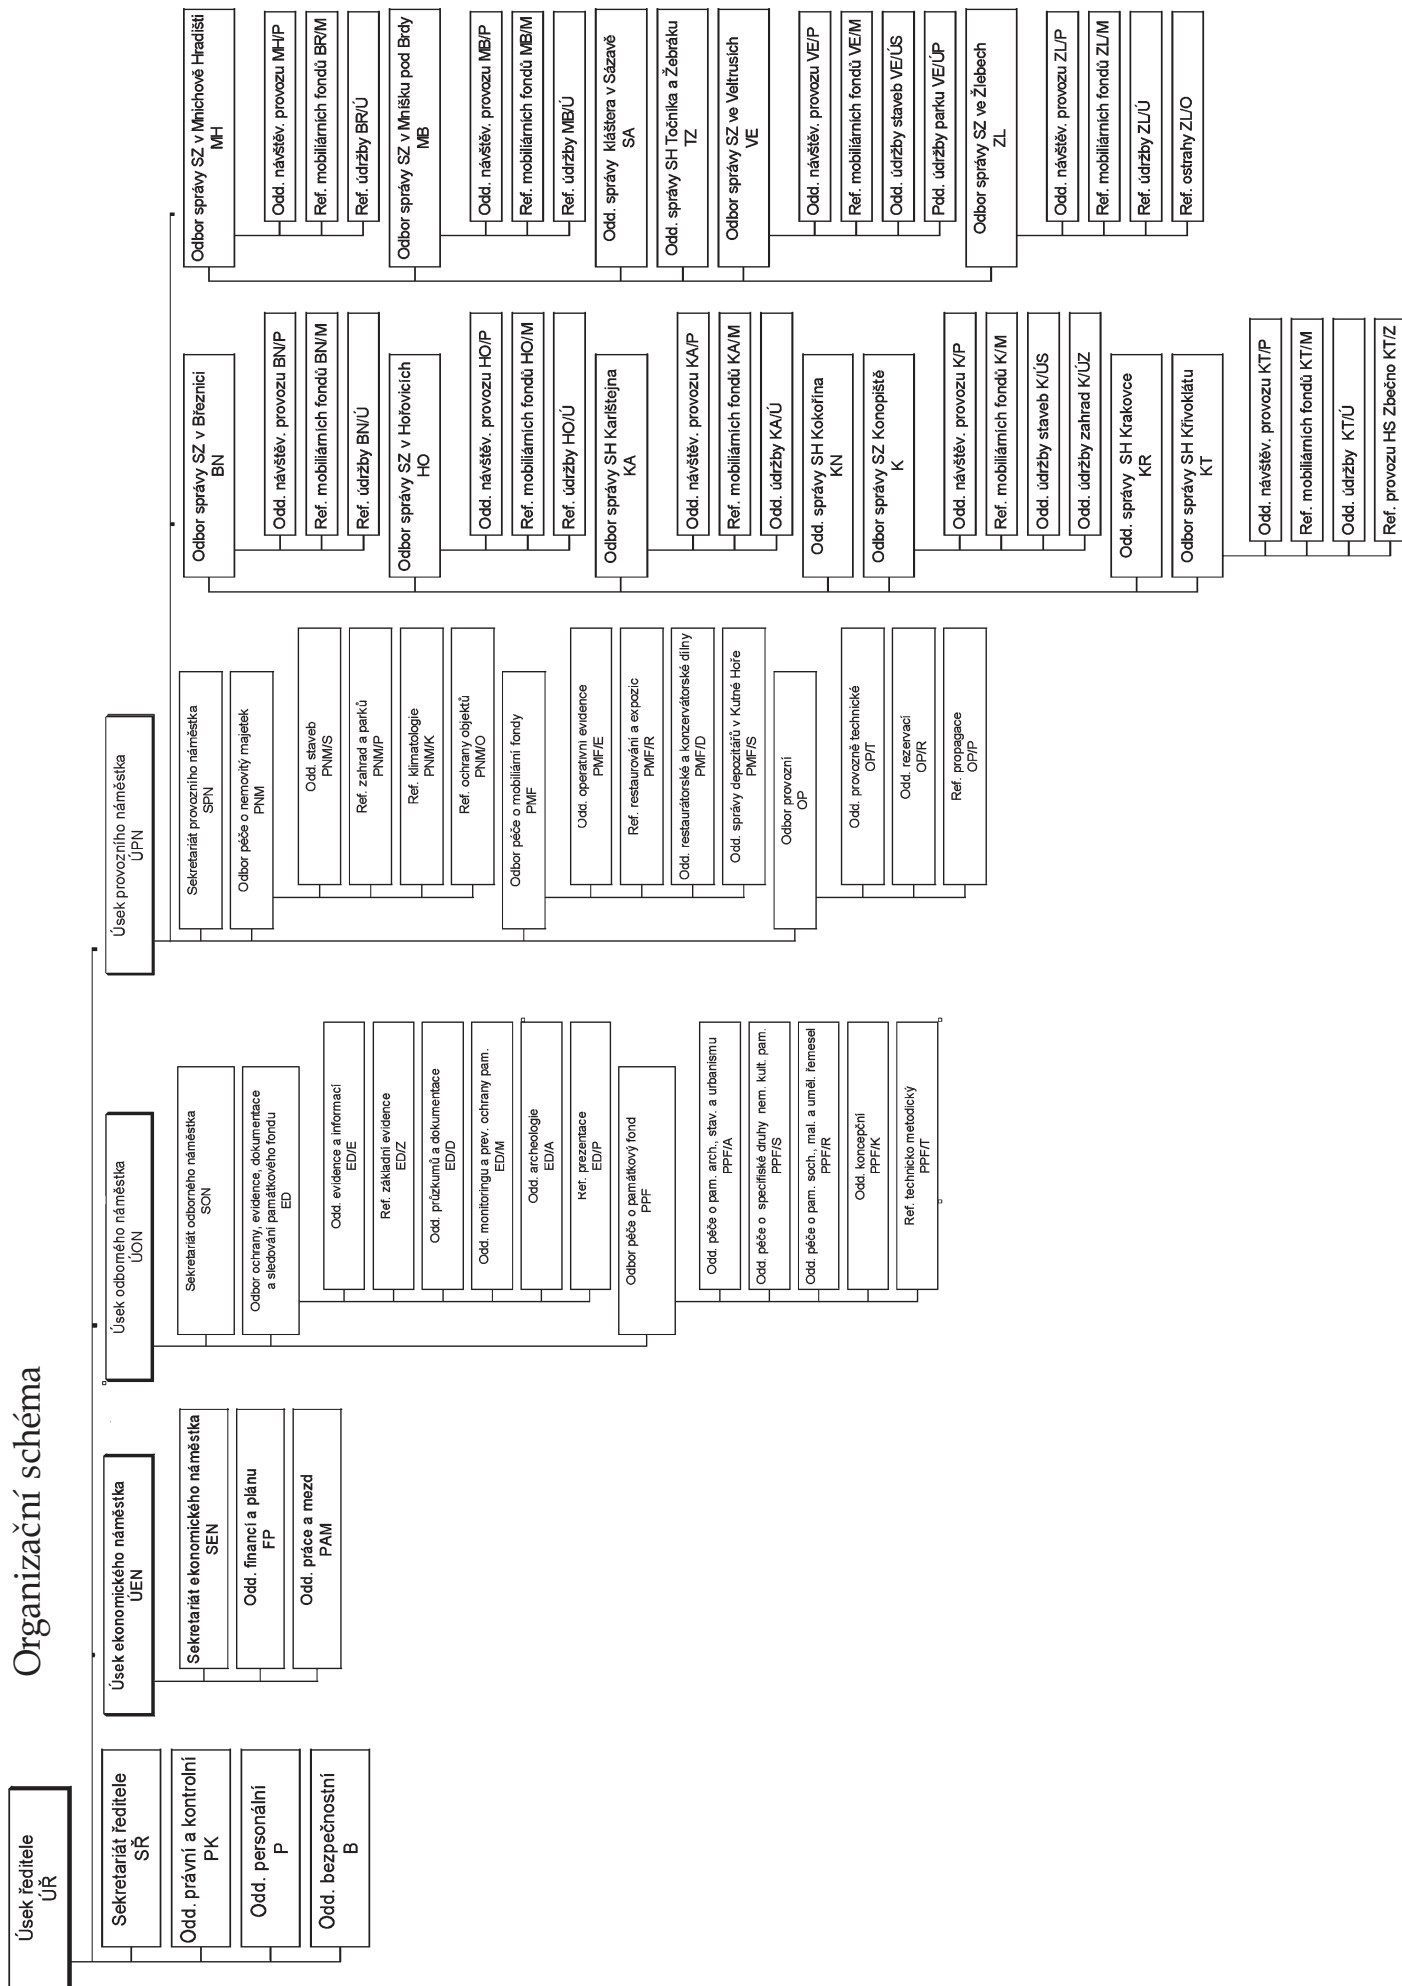 Organizační schéma
Úsek ředitele
ÚŘ
Sekretariát ředitele
SŘ
Odd. právní a kontrolní
PK
Odd. personální
P
Odd. bezpečnostní
B
Úsek ekonomického náměstka
ÚEN
Sekretariát ekonomického náměstka
SEN
Odd. financí a plánu
FP
Odd. práce a mezd
PAM
Úsek odborného náměstka
ÚON
Sekretariát odborného náměstka
SON
Odbor ochrany, evidence, dokumentace
a sledování památkového fondu
ED
Odd. evidence a informací
ED/E
Ref. základní evidence
ED/Z
Odd. průzkumů a dokumentace
ED/D
Odd. monitoringu a prev. ochrany pam.
ED/M
Odd. archeologie
ED/A
Ref. prezentace
ED/P
Odbor péče o památkový fond
PPF
Odd. péče o pam. arch., stav. a urbanismu
PPF/A
Odd. péče o specifiské druhy nem. kult. pam.
PPF/S
Odd. péče o pam. soch., mal. a uměl. řemesel
PPF/R
Odd. koncepční
PPF/K
Ref. technicko metodický
PPF/T
Úsek provozního náměstka
ÚPN
Sekretariát provozního náměstka
SPN
Odbor péče o nemovitý majetek
PNM
Odd. staveb
PNM/S
Ref. zahrad a parků
PNM/P
Ref. klimatologie
PNM/K
Ref. ochrany objektů
PNM/O
Odbor péče o mobiliární fondy
PMF
Odd. operativní evidence
PMF/E
Ref. restaurování a expozic
PMF/R
Odd. restaurátorské a konzervátorské dílny
PMF/D
Odd. správy depozitářů v Kutné Hoře
PMF/S
Odbor provozní
OP
Odd. provozně technické
OP/T
Odd. rezervací
OP/R
Ref. propagace
OP/P
Odbor správy SZ v Březnici
BN
Odd. návštěv. provozu BN/P
Ref. mobiliárních fondů BN/M
Ref. údržby BN/Ú
Odbor správy SZ v Hořovicích
HO
Odd. návštěv. provozu HO/P
Ref. mobiliárních fondů HO/M
Ref. údržby HO/Ú
Odbor správy SH Karlštejna
KA
Odd. návštěv. provozu KA/P
Ref. mobiliárních fondů KA/M
Odd. údržby KA/Ú
Odd. správy SH Kokořína
KN
Odbor správy SZ Konopiště
K
Odd. návštěv. provozu K/P
Ref. mobiliárních fondů K/M
Odd. údržby staveb K/ÚS
Odd. údržby zahrad K/ÚZ
Odd. správy SH Krakovce
KR
Odbor správy SH Křivoklátu
KT
Odd. návštěv. provozu KT/P
Ref. mobiliárních fondů KT/M
Odd. údržby KT/Ú
Ref. provozu HS Zbečno KT/Z
Odbor správy SZ v Mnichově Hradišti
MH
Odd. návštěv. provozu MH/P
Ref. mobiliárních fondů BR/M
Ref. údržby BR/Ú
Odbor správy SZ v Mníšku pod Brdy
MB
Odd. návštěv. provozu MB/P
Ref. mobiliárních fondů MB/M
Ref. údržby MB/Ú
Odd. správy kláštera v Sázavě
SA
Odd. správy SH Točníka a Žebráku
TZ
Odbor správy SZ ve Veltrusích
VE
Odd. návštěv. provozu VE/P
Ref. mobiliárních fondů VE/M
Odd. údržby staveb VE/ÚS
Pdd. údržby parku VE/ÚP
Odbor správy SZ ve Žlebech
ZL
Odd. návštěv. provozu ZL/P
Ref. mobiliárních fondů ZL/M
Ref. údržby ZL/Ú
Ref. ostrahy ZL/O